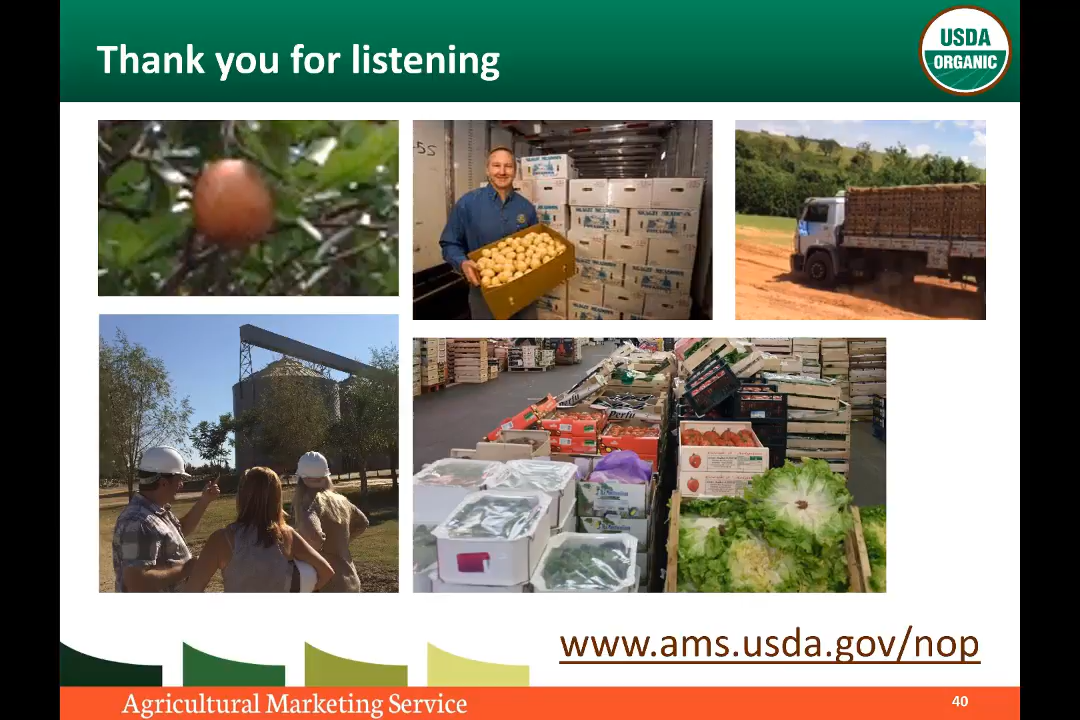 Thank you for listening
USDA
ORGANIC
www.ams.usda.gov/nop
Agricultural Marketing Service
40